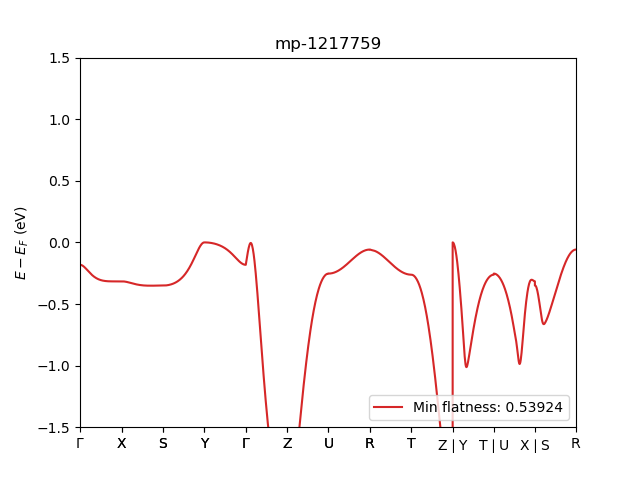 mp-1217759
E − E_F (eV)
1.5
1.0
0.5
0.0
−0.5
−1.0
−1.5
Min flatness: 0.53924
Γ X S Y Γ Z U R T Z | Y T | U X | S R